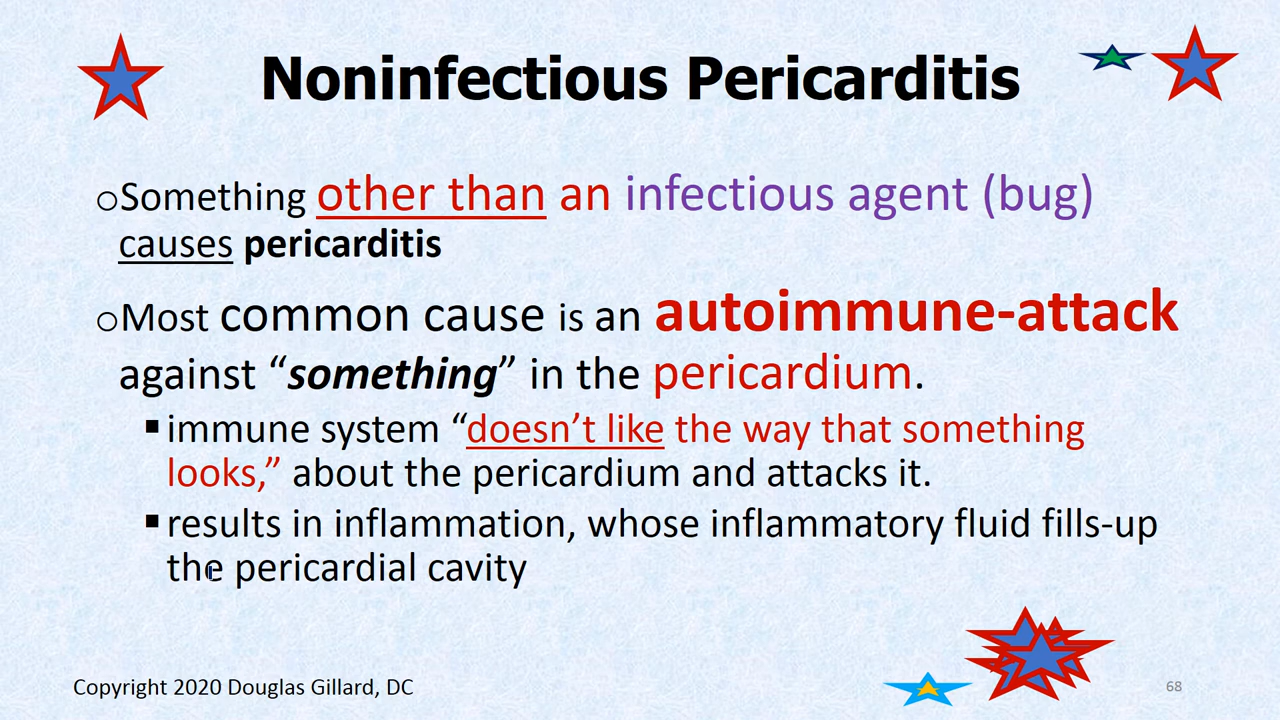 Noninfectious Pericarditis
oSomething other than an infectious agent (bug)
causes pericarditis
oMost common cause is an autoimmune-attack
against “something” in the pericardium.
▪immune system “doesn’t like the way that something
looks,” about the pericardium and attacks it.
▪results in inflammation, whose inflammatory fluid fills-up
the pericardial cavity
Copyright 2020 Douglas Gillard, DC
68